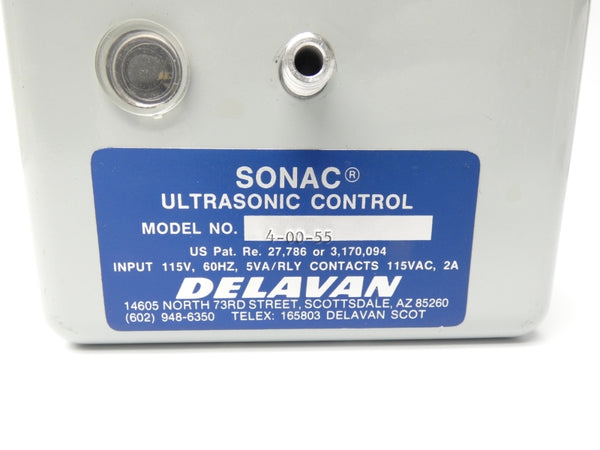 SONAC®
ULTRASONIC CONTROL
MODEL NO. 4-00-55
US Pat. Re. 27,786 or 3,170,094
INPUT 115V, 60HZ, 5VA/RLY CONTACTS 115VAC, 2A
DELAVAN
14605 NORTH 73RD STREET, SCOTTSDALE, AZ 85260
(602) 948-6350 TELEX: 165803 DELAVAN SCOT